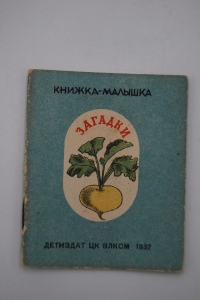 КНИЖКА-МАЛЫШКА
ЗАГАДКИ
ДЕТИЗДАТ ЦК ВЛКСМ 1937